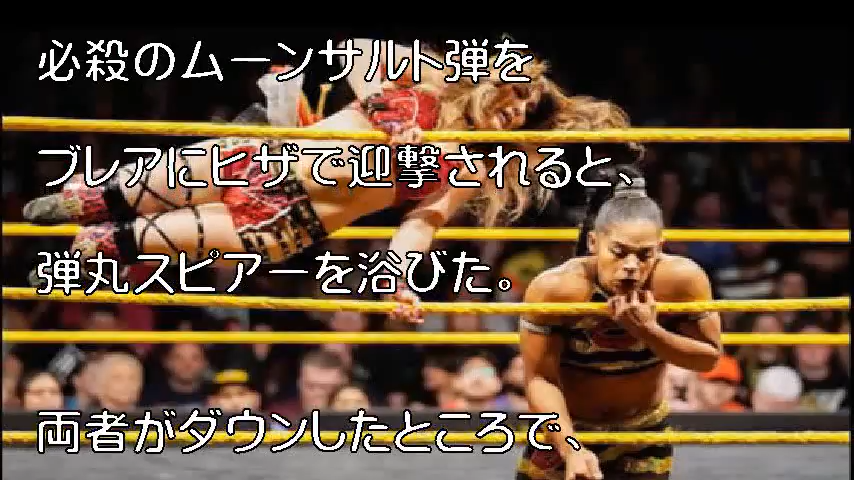 必殺のムーンサルト弾を
ブレアにヒザで迎撃されると、
弾丸スピアーを浴びた。
両者がダウンしたところで、